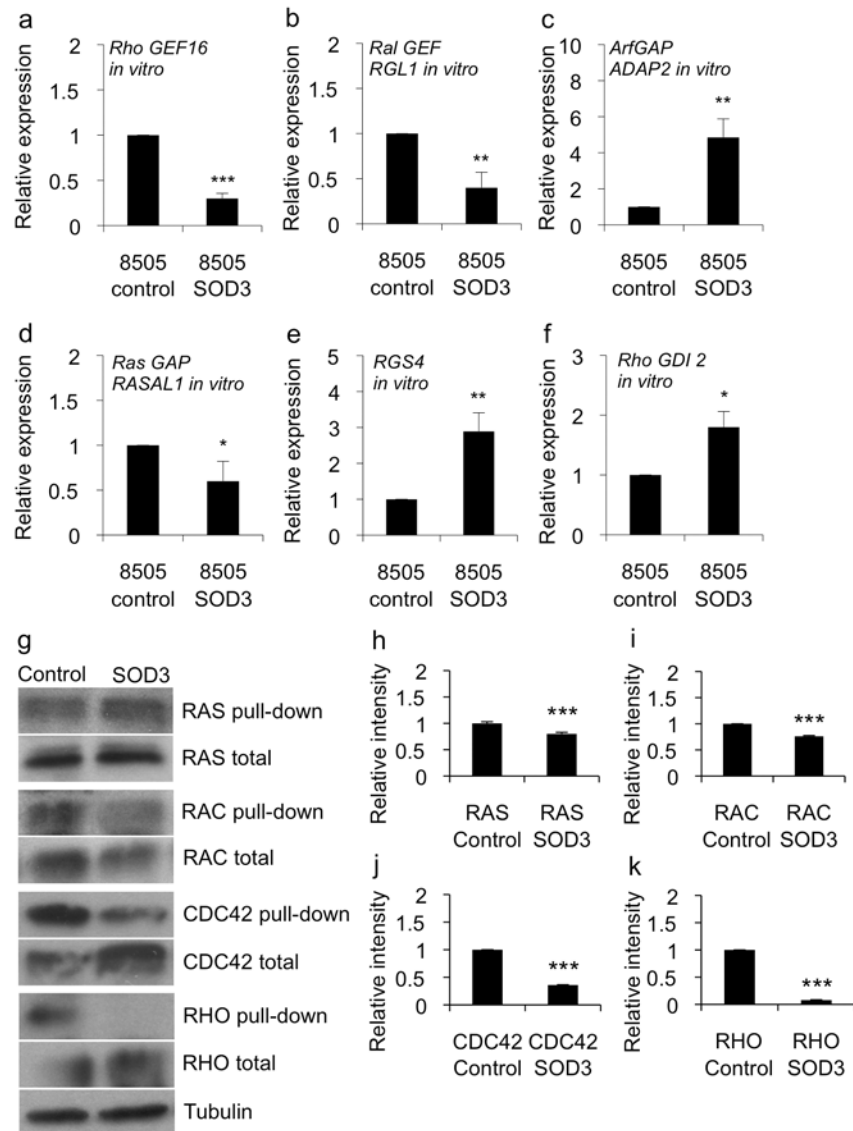 a
Rho GEF16
in vitro
Relative expression
2
1.5
1
0.5
0
***
8505
control
8505
SOD3
b
Ral GEF
RGL1 in vitro
Relative expression
2
1.5
1
0.5
0
**
8505
control
8505
SOD3
c
ArfGAP
ADAP2 in vitro
Relative expression
10
8
6
4
2
0
**
8505
control
8505
SOD3
d
Ras GAP
RASAL1 in vitro
Relative expression
2
1.5
1
0.5
0
*
8505
control
8505
SOD3
e
RGS4
in vitro
Relative expression
5
4
3
2
1
0
**
8505
control
8505
SOD3
f
Rho GDI 2
in vitro
Relative expression
3
2
1
0
*
8505
control
8505
SOD3
g
Control SOD3
RAS pull-down
RAS total
RAC pull-down
RAC total
CDC42 pull-down
CDC42 total
RHO pull-down
RHO total
Tubulin
h
Relative intensity
2
1.5
1
0.5
0
***
RAS
Control
RAS
SOD3
i
Relative intensity
2
1.5
1
0.5
0
***
RAC
Control
RAC
SOD3
j
Relative intensity
2
1.5
1
0.5
0
***
CDC42
Control
CDC42
SOD3
k
Relative intensity
2
1.5
1
0.5
0
***
RHO
Control
RHO
SOD3